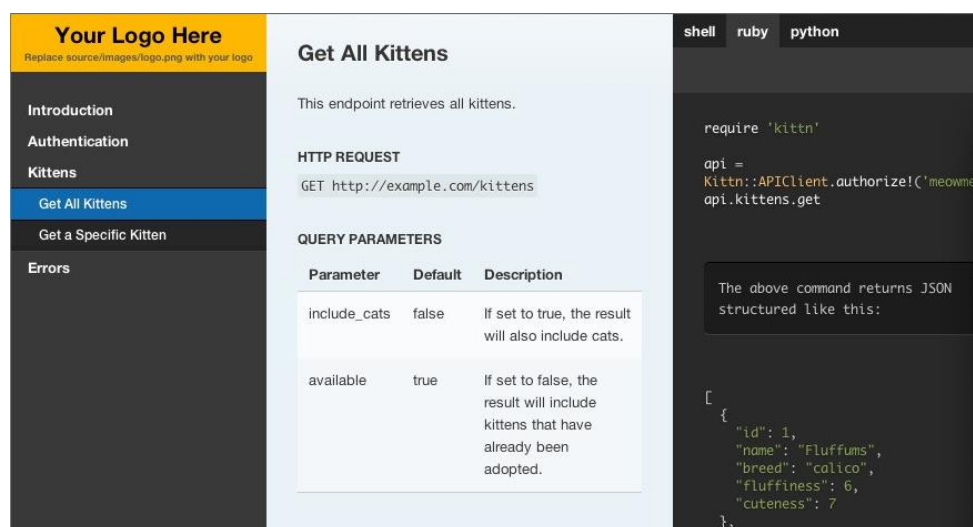 Your Logo Here
Replace source/images/logo.png with your logo
Introduction
Authentication
Kittens
Get All Kittens
Get a Specific Kitten
Errors
Get All Kittens
This endpoint retrieves all kittens.
HTTP REQUEST
GET http://example.com/kittens
QUERY PARAMETERS
Parameter Default Description
include_cats false If set to true, the result
will also include cats.
available true If set to false, the
result will include
kittens that have
already been
adopted.
shell ruby python
require 'kittn'
api =
Kittn::APIClient.authorize!('meowme
api.kittens.get
The above command returns JSON
structured like this:
[
{
"id": 1,
"name": "Fluffums",
"breed": "calico",
"fluffiness": 6,
"cuteness": 7
},